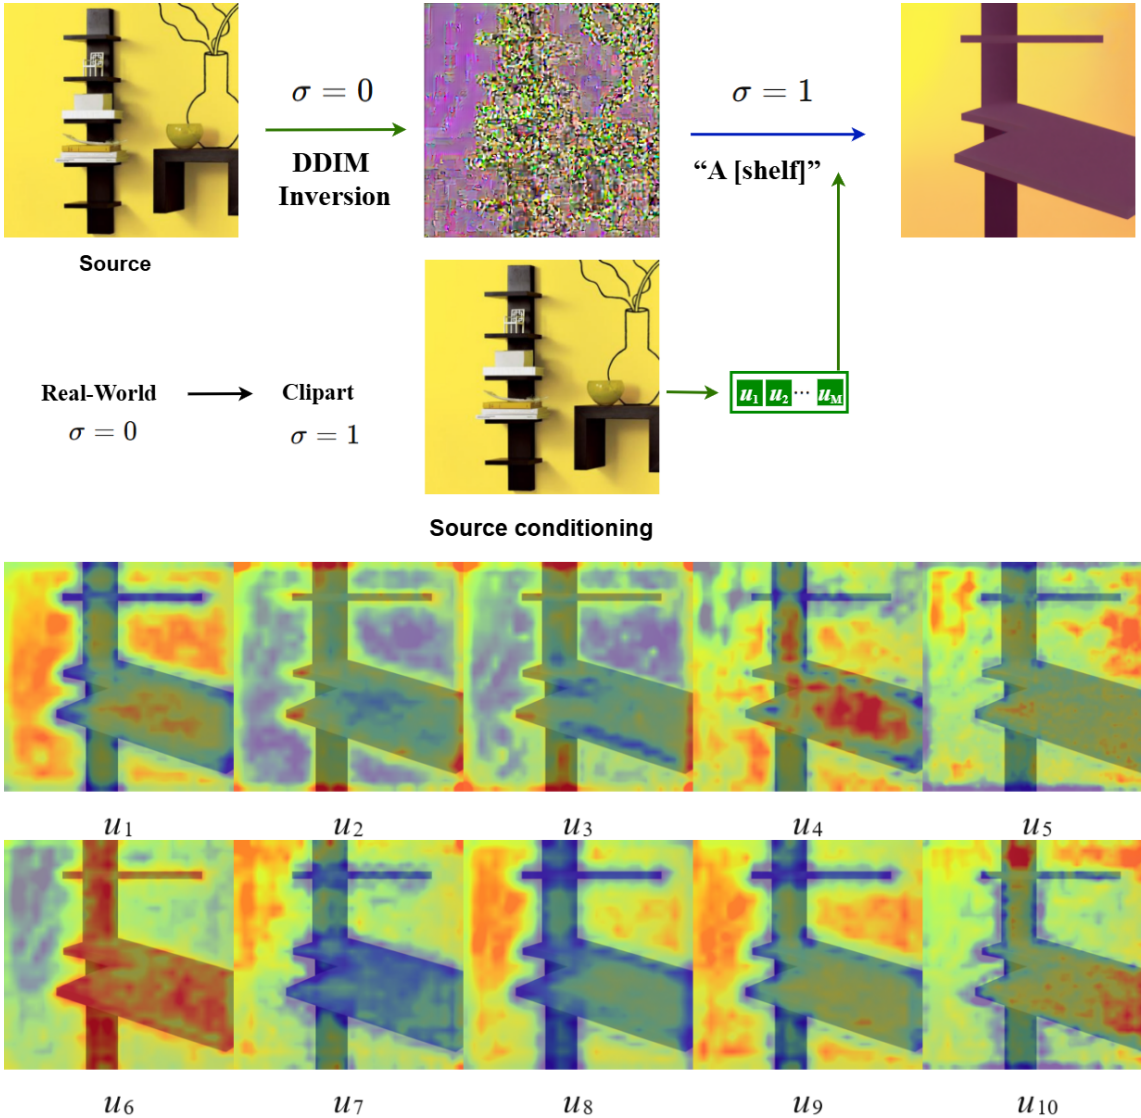 σ = 0
DDIM
Inversion
σ = 1
“A [shelf]”
Source
Real-World
Clipart
σ = 0
σ = 1
u₁ u₂ ··· u_M
Source conditioning
u₁ u₂ u₃ u₄ u₅
u₆ u₇ u₈ u₉ u₁₀